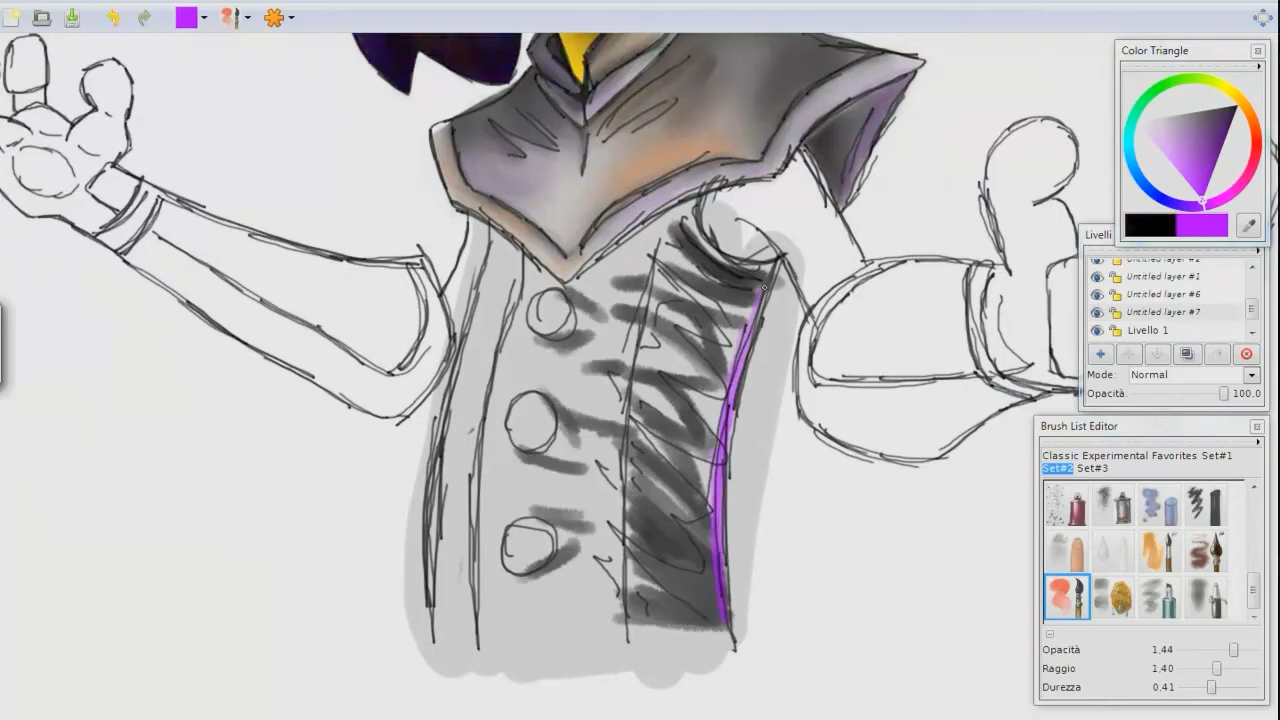 Color Triangle
Livelli
Untitled layer #2
Untitled layer #1
Untitled layer #6
Untitled layer #7
Livello 1
Mode: Normal
Opacità: 100.0
Brush List Editor
Classic Experimental Favorites Set#1
Set#2 Set#3
Opacità 1.44
Raggio 1.40
Durezza 0.41